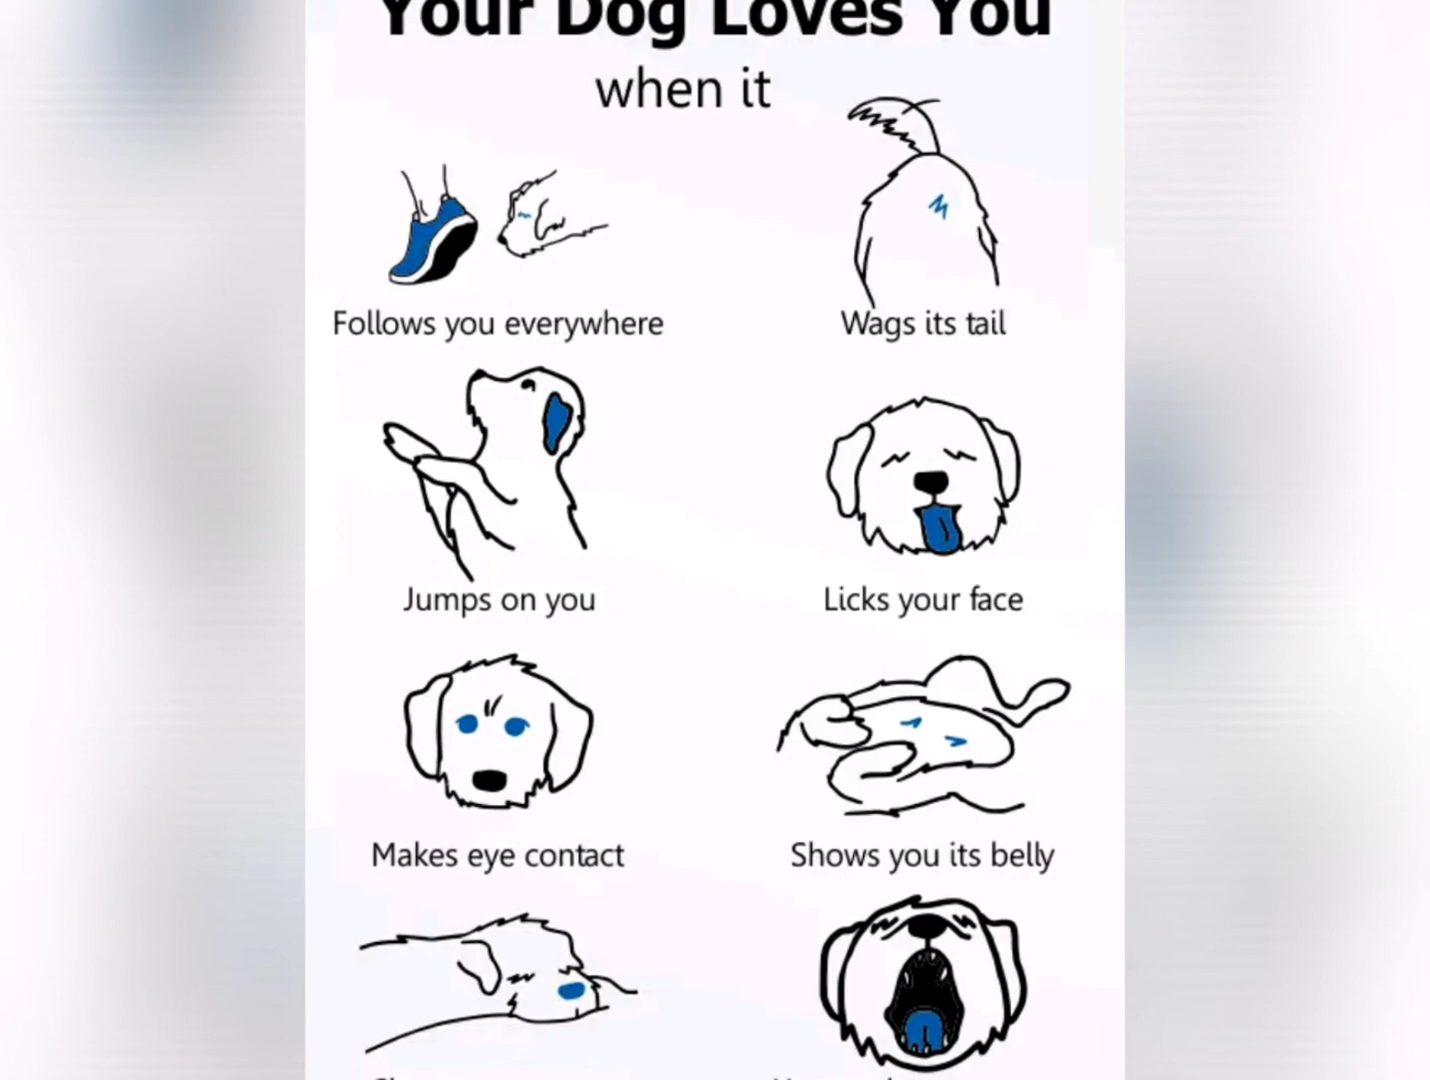 Your Dog Loves You
when it
Follows you everywhere
Wags its tail
Jumps on you
Licks your face
Makes eye contact
Shows you its belly